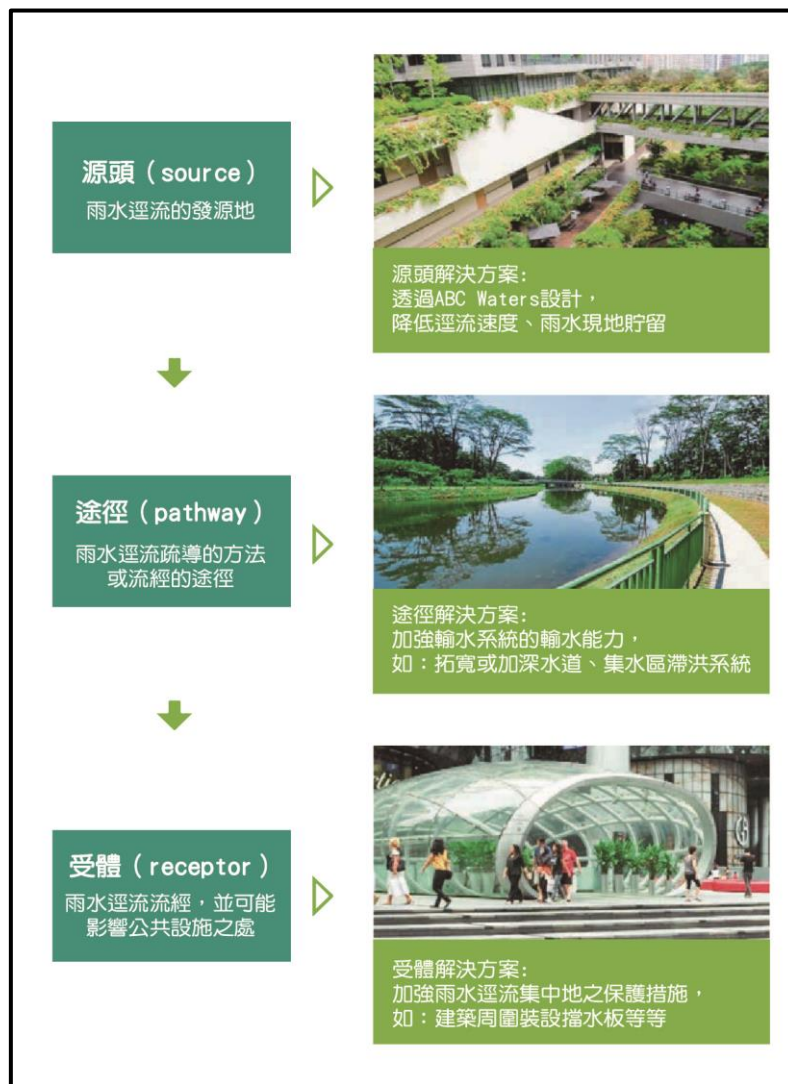 源頭（source）
雨水逕流的發源地
源頭解決方案:
透過ABC Waters設計，
降低逕流速度、雨水現地貯留
途徑（pathway）
雨水逕流疏導的方法
或流經的途徑
途徑解決方案:
加強輸水系統的輸水能力，
如：拓寬或加深水道、集水區滯洪系統
受體（receptor）
雨水逕流流經，並可能
影響公共設施之處
受體解決方案:
加強雨水逕流集中地之保護措施，
如：建築周圍裝設擋水板等等